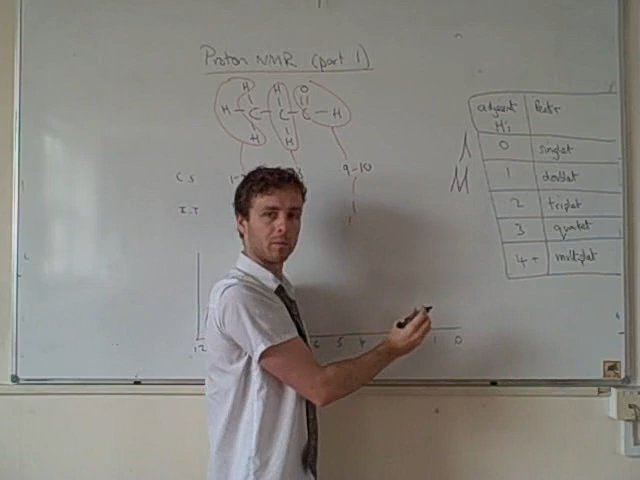 Proton NMR (part 1)
H O
H - C - C - C - H
H H
C.S 9-10
I.T 1
12 6 5 4 1 0
adjacent H's
0 singlet
1 doublet
2 triplet
3 quartet
4 + multiplet